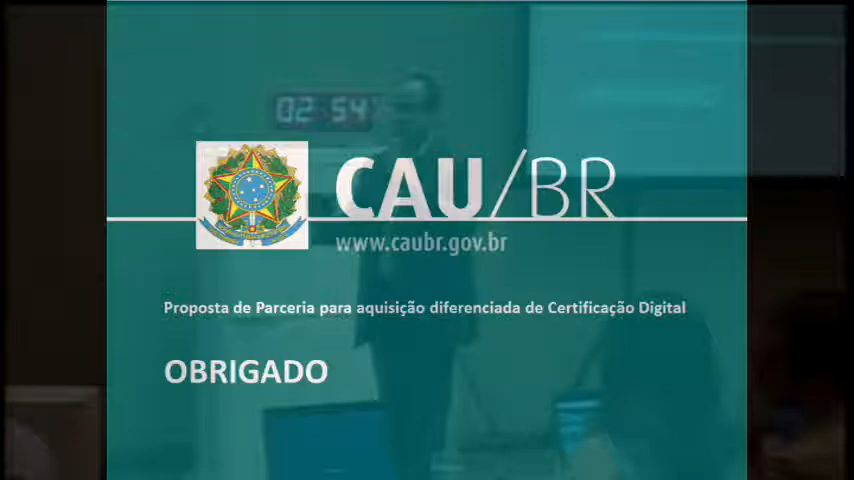 02:54
CAU/BR
www.caubr.gov.br
Proposta de Parceria para aquisição diferenciada de Certificação Digital
OBRIGADO